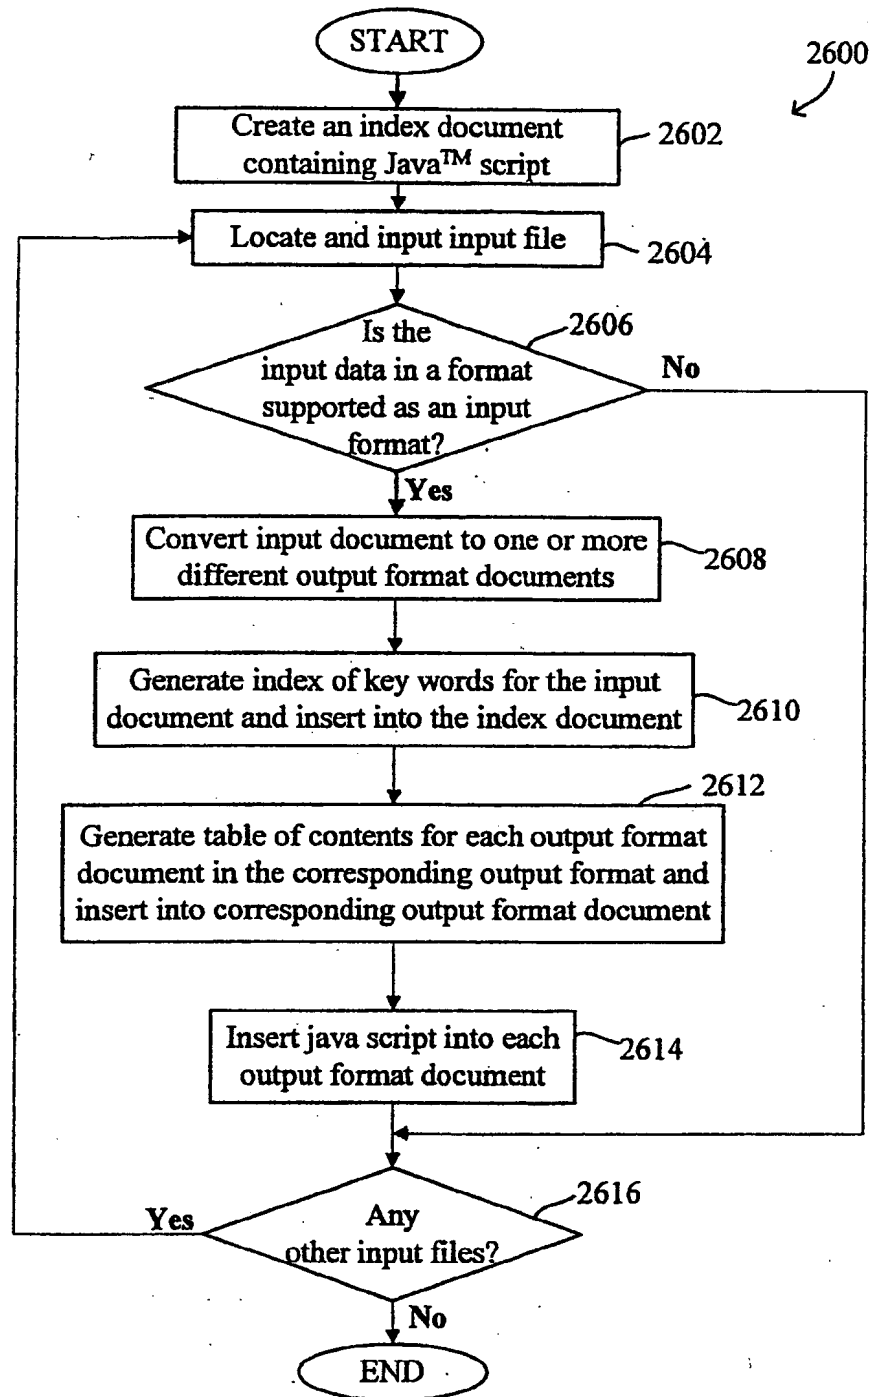 START
2600
Create an index document
containing Java™ script
2602
Locate and input input file
2604
2606
Is the
input data in a format
supported as an input
format?
No
Yes
Convert input document to one or more
different output format documents
2608
Generate index of key words for the input
document and insert into the index document
2610
2612
Generate table of contents for each output format
document in the corresponding output format and
insert into corresponding output format document
Insert java script into each
output format document
2614
2616
Yes
Any
other input files?
No
END